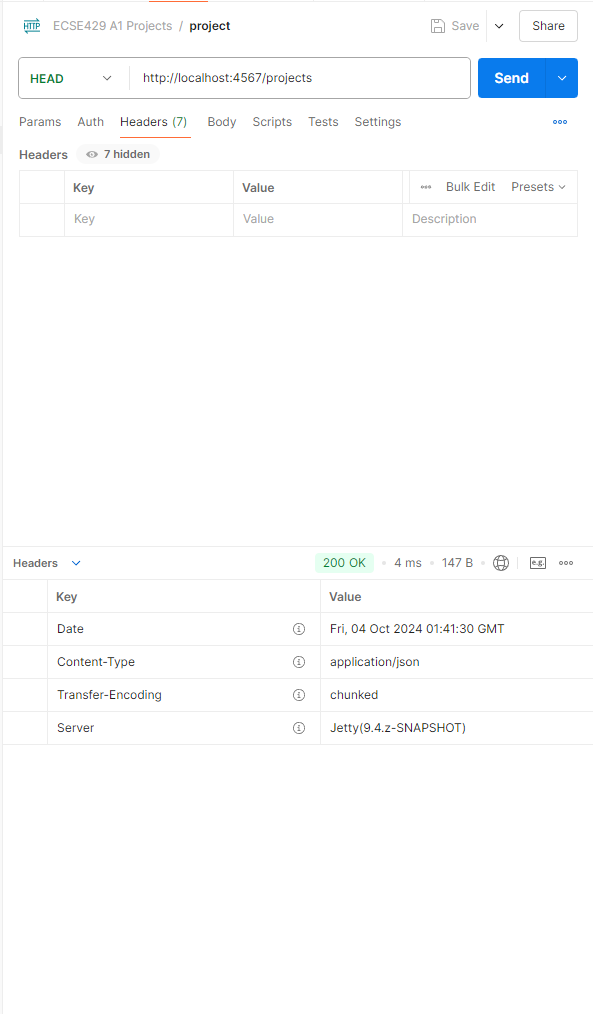 HTTP ECSE429 A1 Projects / project Save Share
HEAD http://localhost:4567/projects Send
Params Auth Headers (7) Body Scripts Tests Settings
Headers 7 hidden
Key Value Bulk Edit Presets
Key Value Description
Headers 200 OK 4 ms 147 B e.g.
Key Value
Date Fri, 04 Oct 2024 01:41:30 GMT
Content-Type application/json
Transfer-Encoding chunked
Server Jetty(9.4.z-SNAPSHOT)